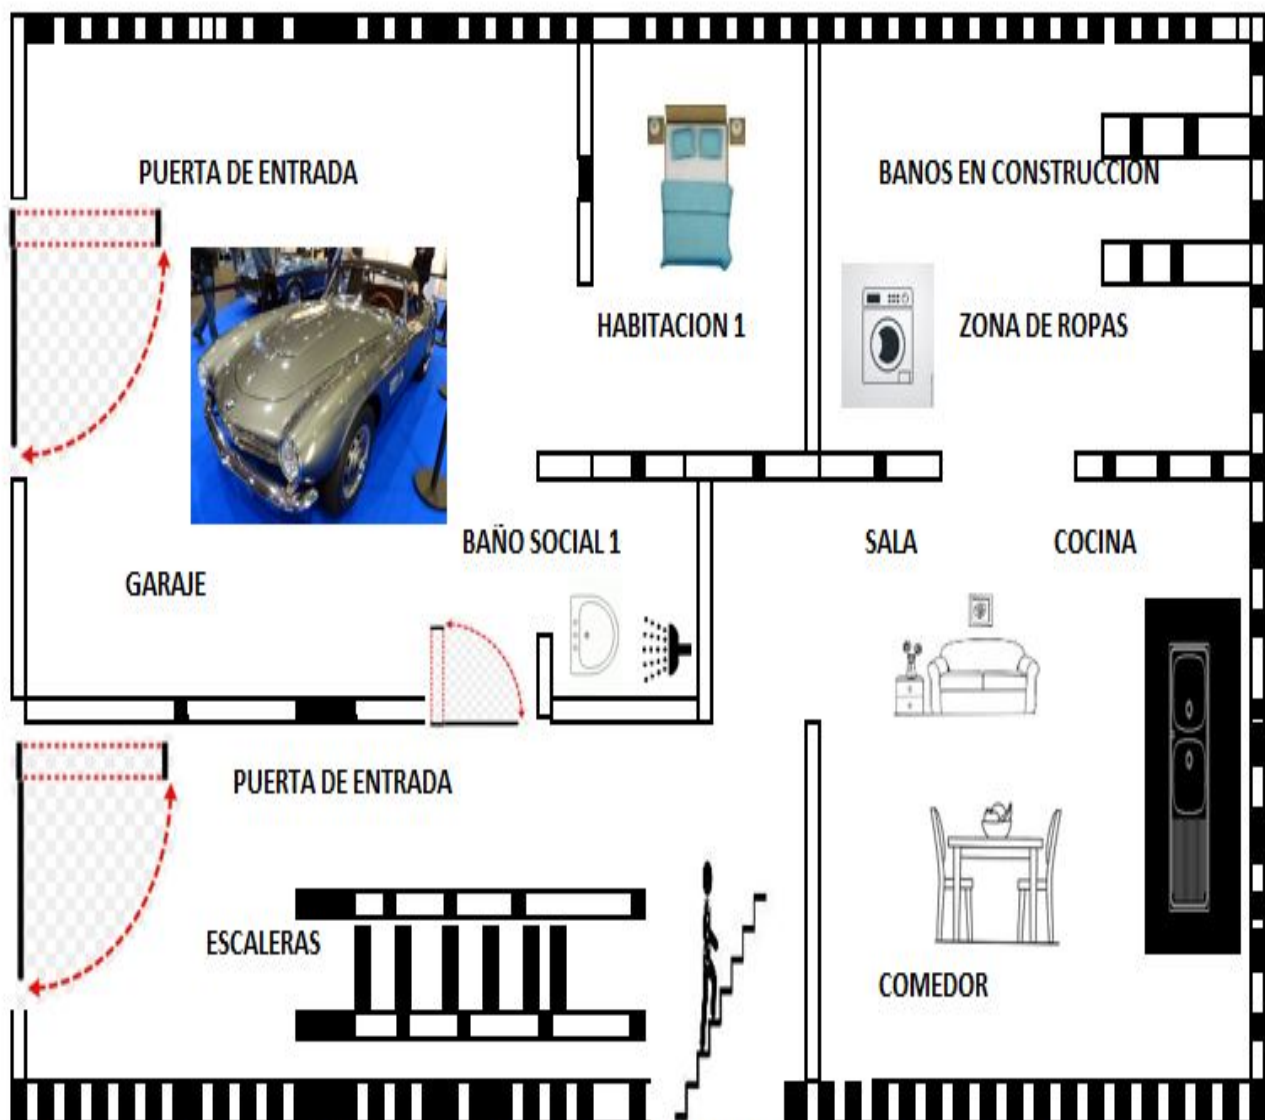 PUERTA DE ENTRADA
BANOS EN CONSTRUCCION
HABITACION 1
ZONA DE ROPAS
BAÑO SOCIAL 1
SALA
COCINA
GARAJE
PUERTA DE ENTRADA
ESCALERAS
COMEDOR